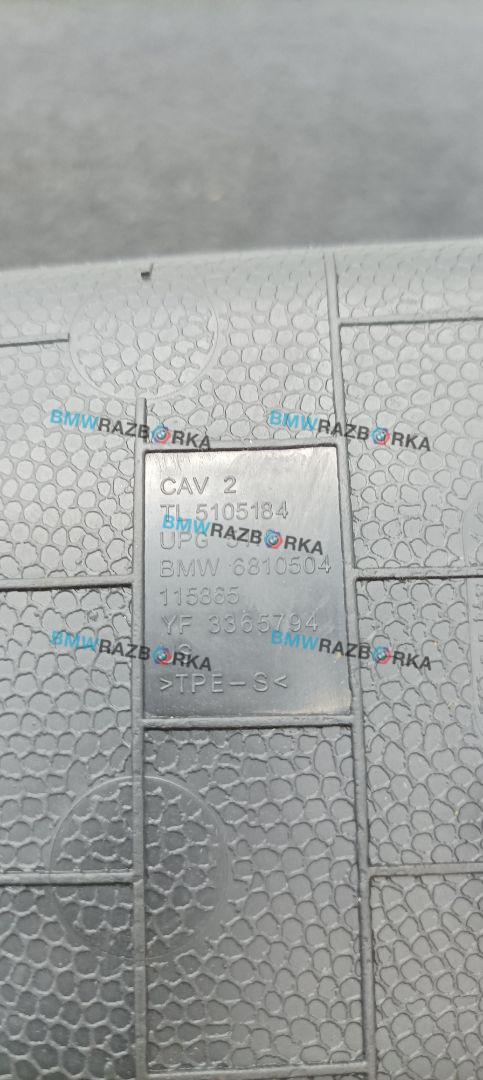 BMWRAZBORKA
BMWRAZBORKA
CAV 2
TL 5105184
BMWRAZBORKA
UPG
BMW 6810504
115865
YF 3365794
BMWRAZBORKA
BMWRAZBORKA
S
>TPE-S<